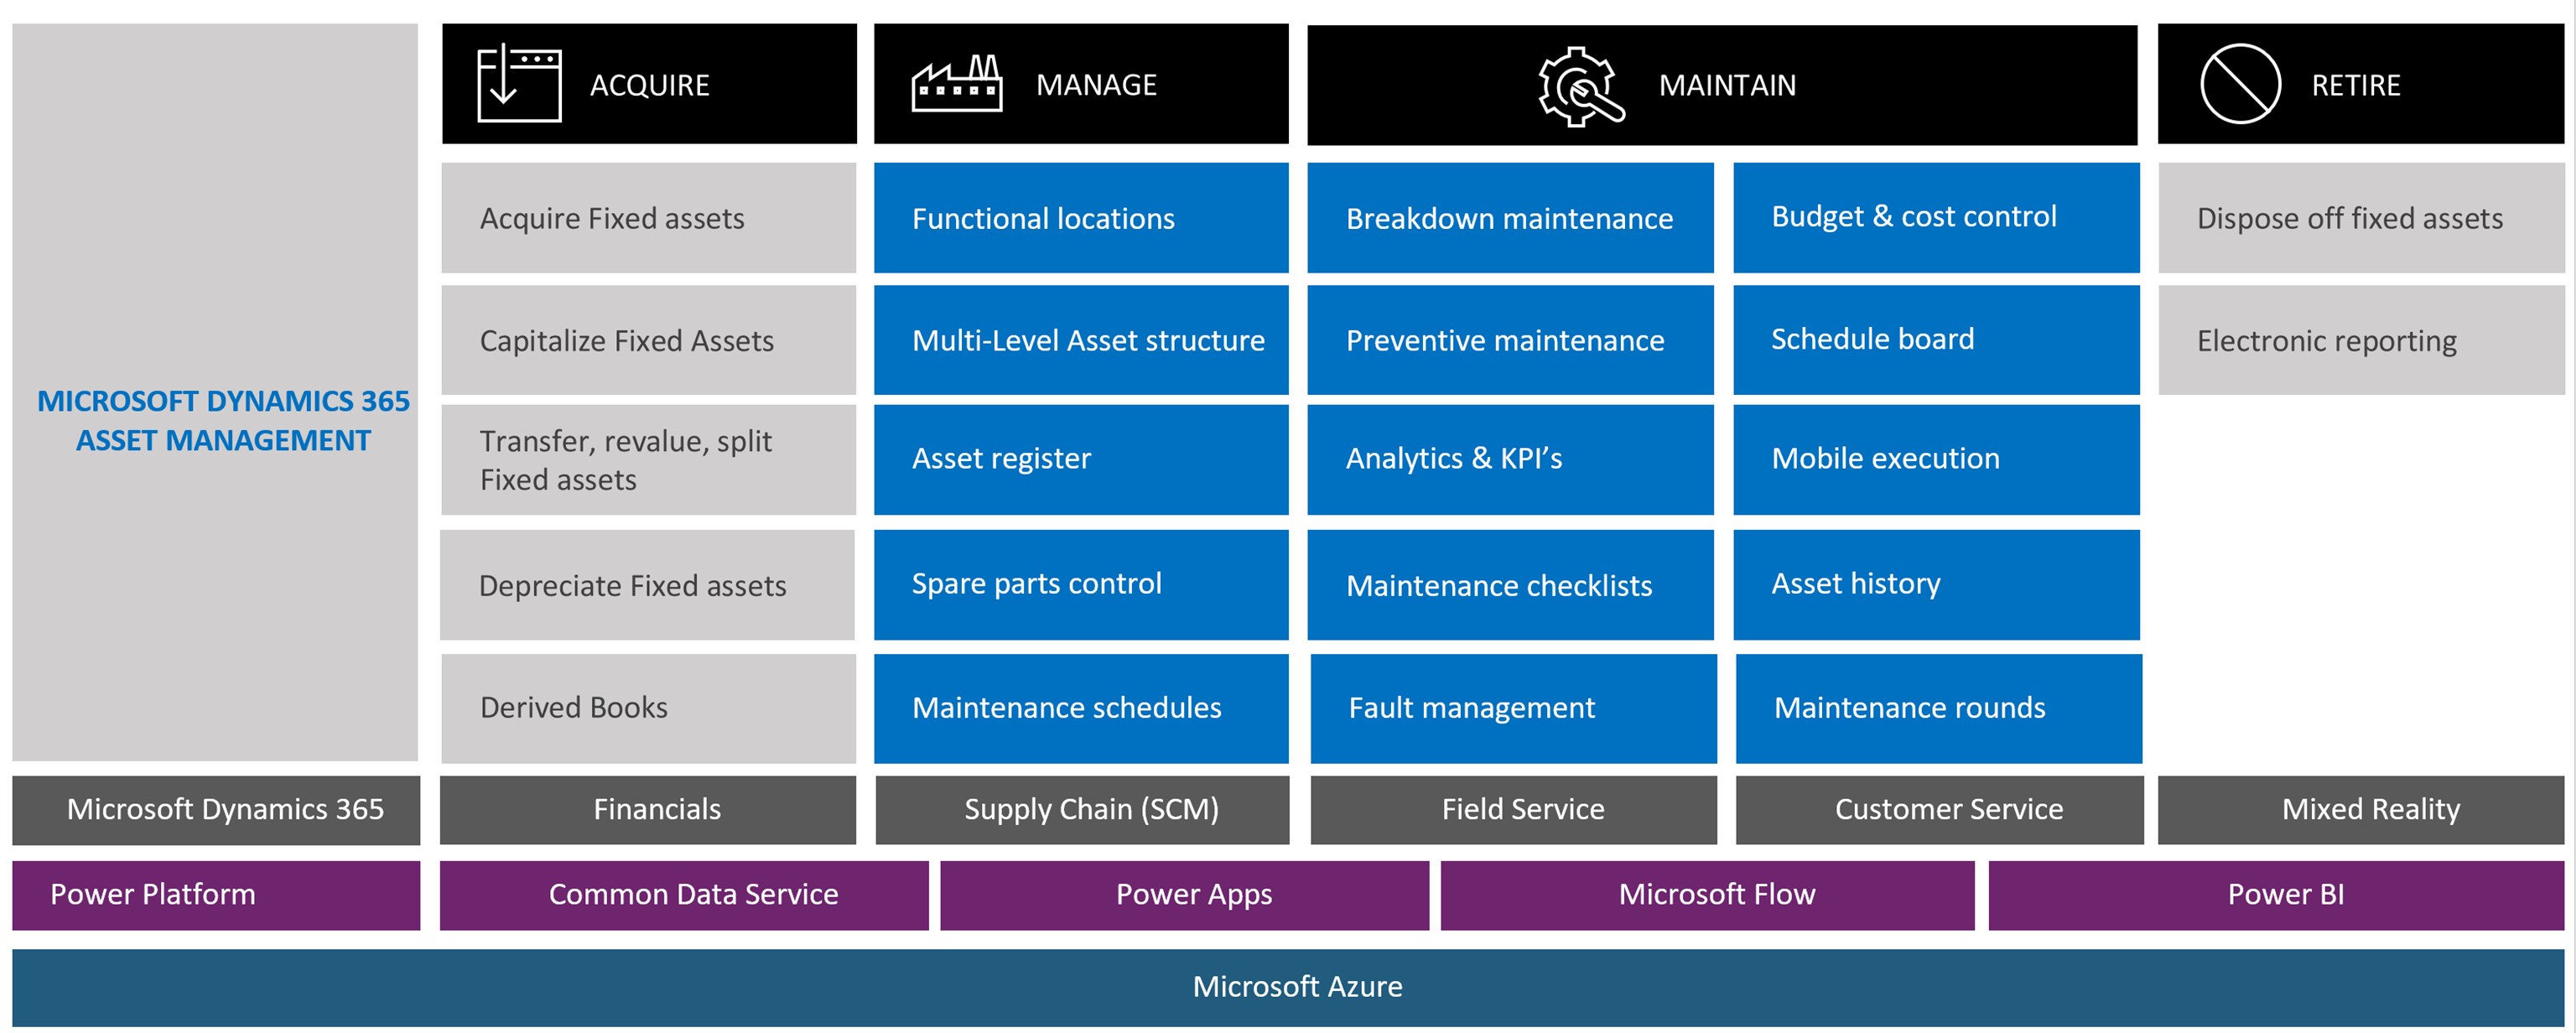 ACQUIRE
MANAGE
MAINTAIN
RETIRE
MICROSOFT DYNAMICS 365
ASSET MANAGEMENT
Acquire Fixed assets
Functional locations
Breakdown maintenance
Budget & cost control
Dispose off fixed assets
Capitalize Fixed Assets
Multi-Level Asset structure
Preventive maintenance
Schedule board
Electronic reporting
Transfer, revalue, split
Fixed assets
Asset register
Analytics & KPI’s
Mobile execution
Depreciate Fixed assets
Spare parts control
Maintenance checklists
Asset history
Derived Books
Maintenance schedules
Fault management
Maintenance rounds
Microsoft Dynamics 365
Financials
Supply Chain (SCM)
Field Service
Customer Service
Mixed Reality
Power Platform
Common Data Service
Power Apps
Microsoft Flow
Power BI
Microsoft Azure